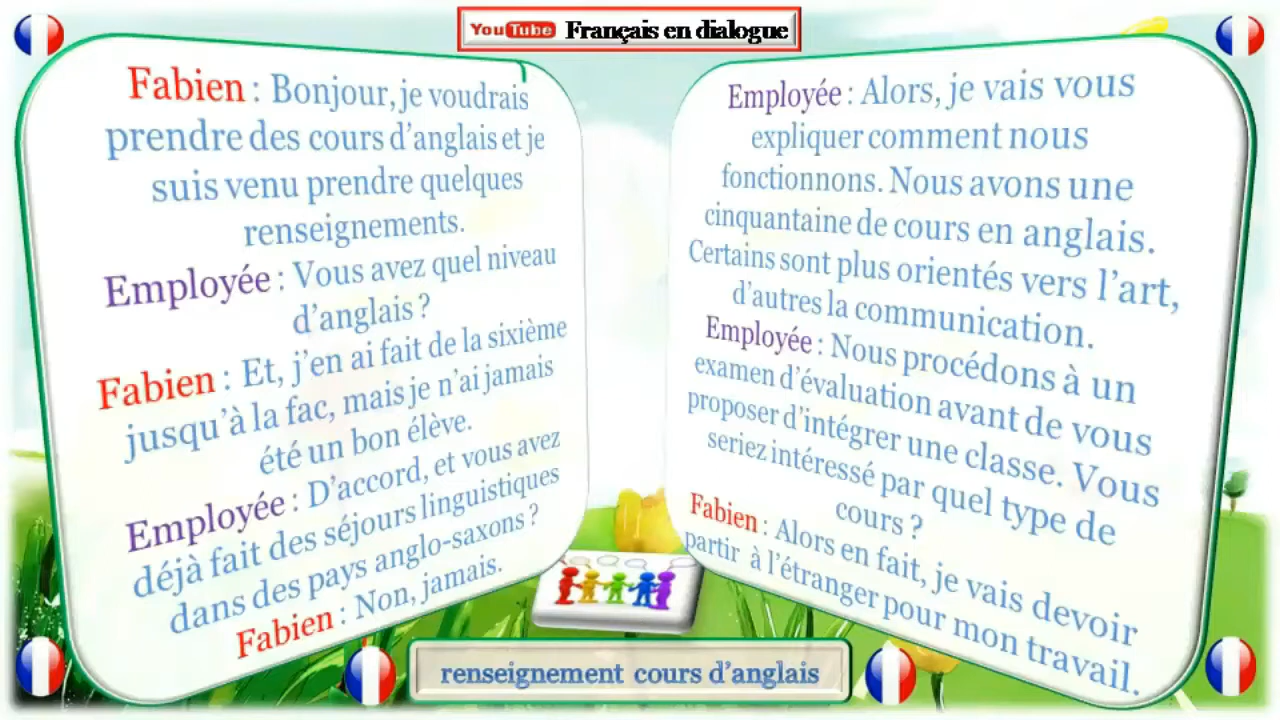 YouTube Français en dialogue
Fabien : Bonjour, je voudrais
prendre des cours d'anglais et je
suis venu prendre quelques
renseignements.
Employée : Vous avez quel niveau
d'anglais ?
Fabien : Et, j'en ai fait de la sixième
jusqu'à la fac, mais je n'ai jamais
été un bon élève.
Employée : D'accord, et vous avez
déjà fait des séjours linguistiques
dans des pays anglo-saxons ?
Fabien : Non, jamais.
Employée : Alors, je vais vous
expliquer comment nous
fonctionnons. Nous avons une
cinquantaine de cours en anglais.
Certains sont plus orientés vers l'art,
d'autres la communication.
Employée : Nous procédons à un
examen d'évaluation avant de vous
proposer d'intégrer une classe. Vous
seriez intéressé par quel type de
cours ?
Fabien : Alors en fait, je vais devoir
partir à l'étranger pour mon travail.
renseignement cours d'anglais